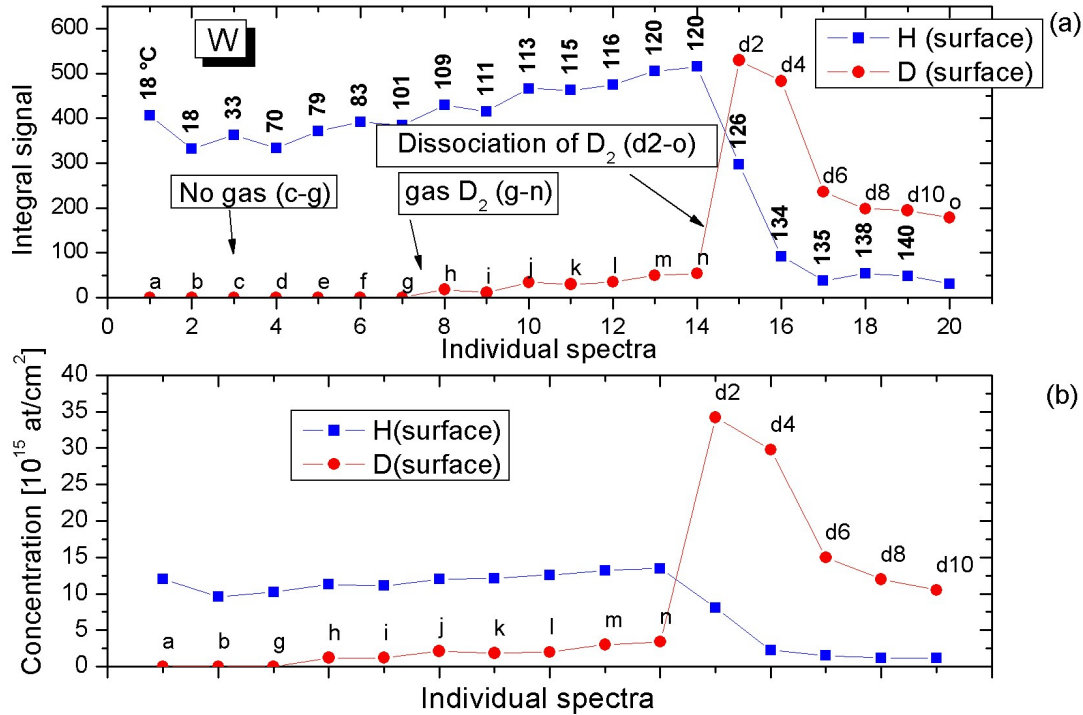 600
500
400
300
200
100
0
Integral signal
W
(a)
H (surface)
D (surface)
18 °C
18
33
70
79
83
101
109
111
113
115
116
120
120
126
134
135
138
140
No gas (c-g)
gas D2 (g-n)
Dissociation of D2 (d2-o)
a b c d e f g h i j k l m n d2 d4 d6 d8 d10 o
0 2 4 6 8 10 12 14 16 18 20
Individual spectra
40
35
30
25
20
15
10
5
0
Concentration [10^15 at/cm^2]
(b)
H(surface)
D(surface)
a b g h i j k l m n d2 d4 d6 d8 d10
Individual spectra